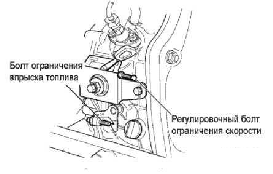 Болт ограничения
впрыска топлива
Регулировочный болт
ограничения скорости